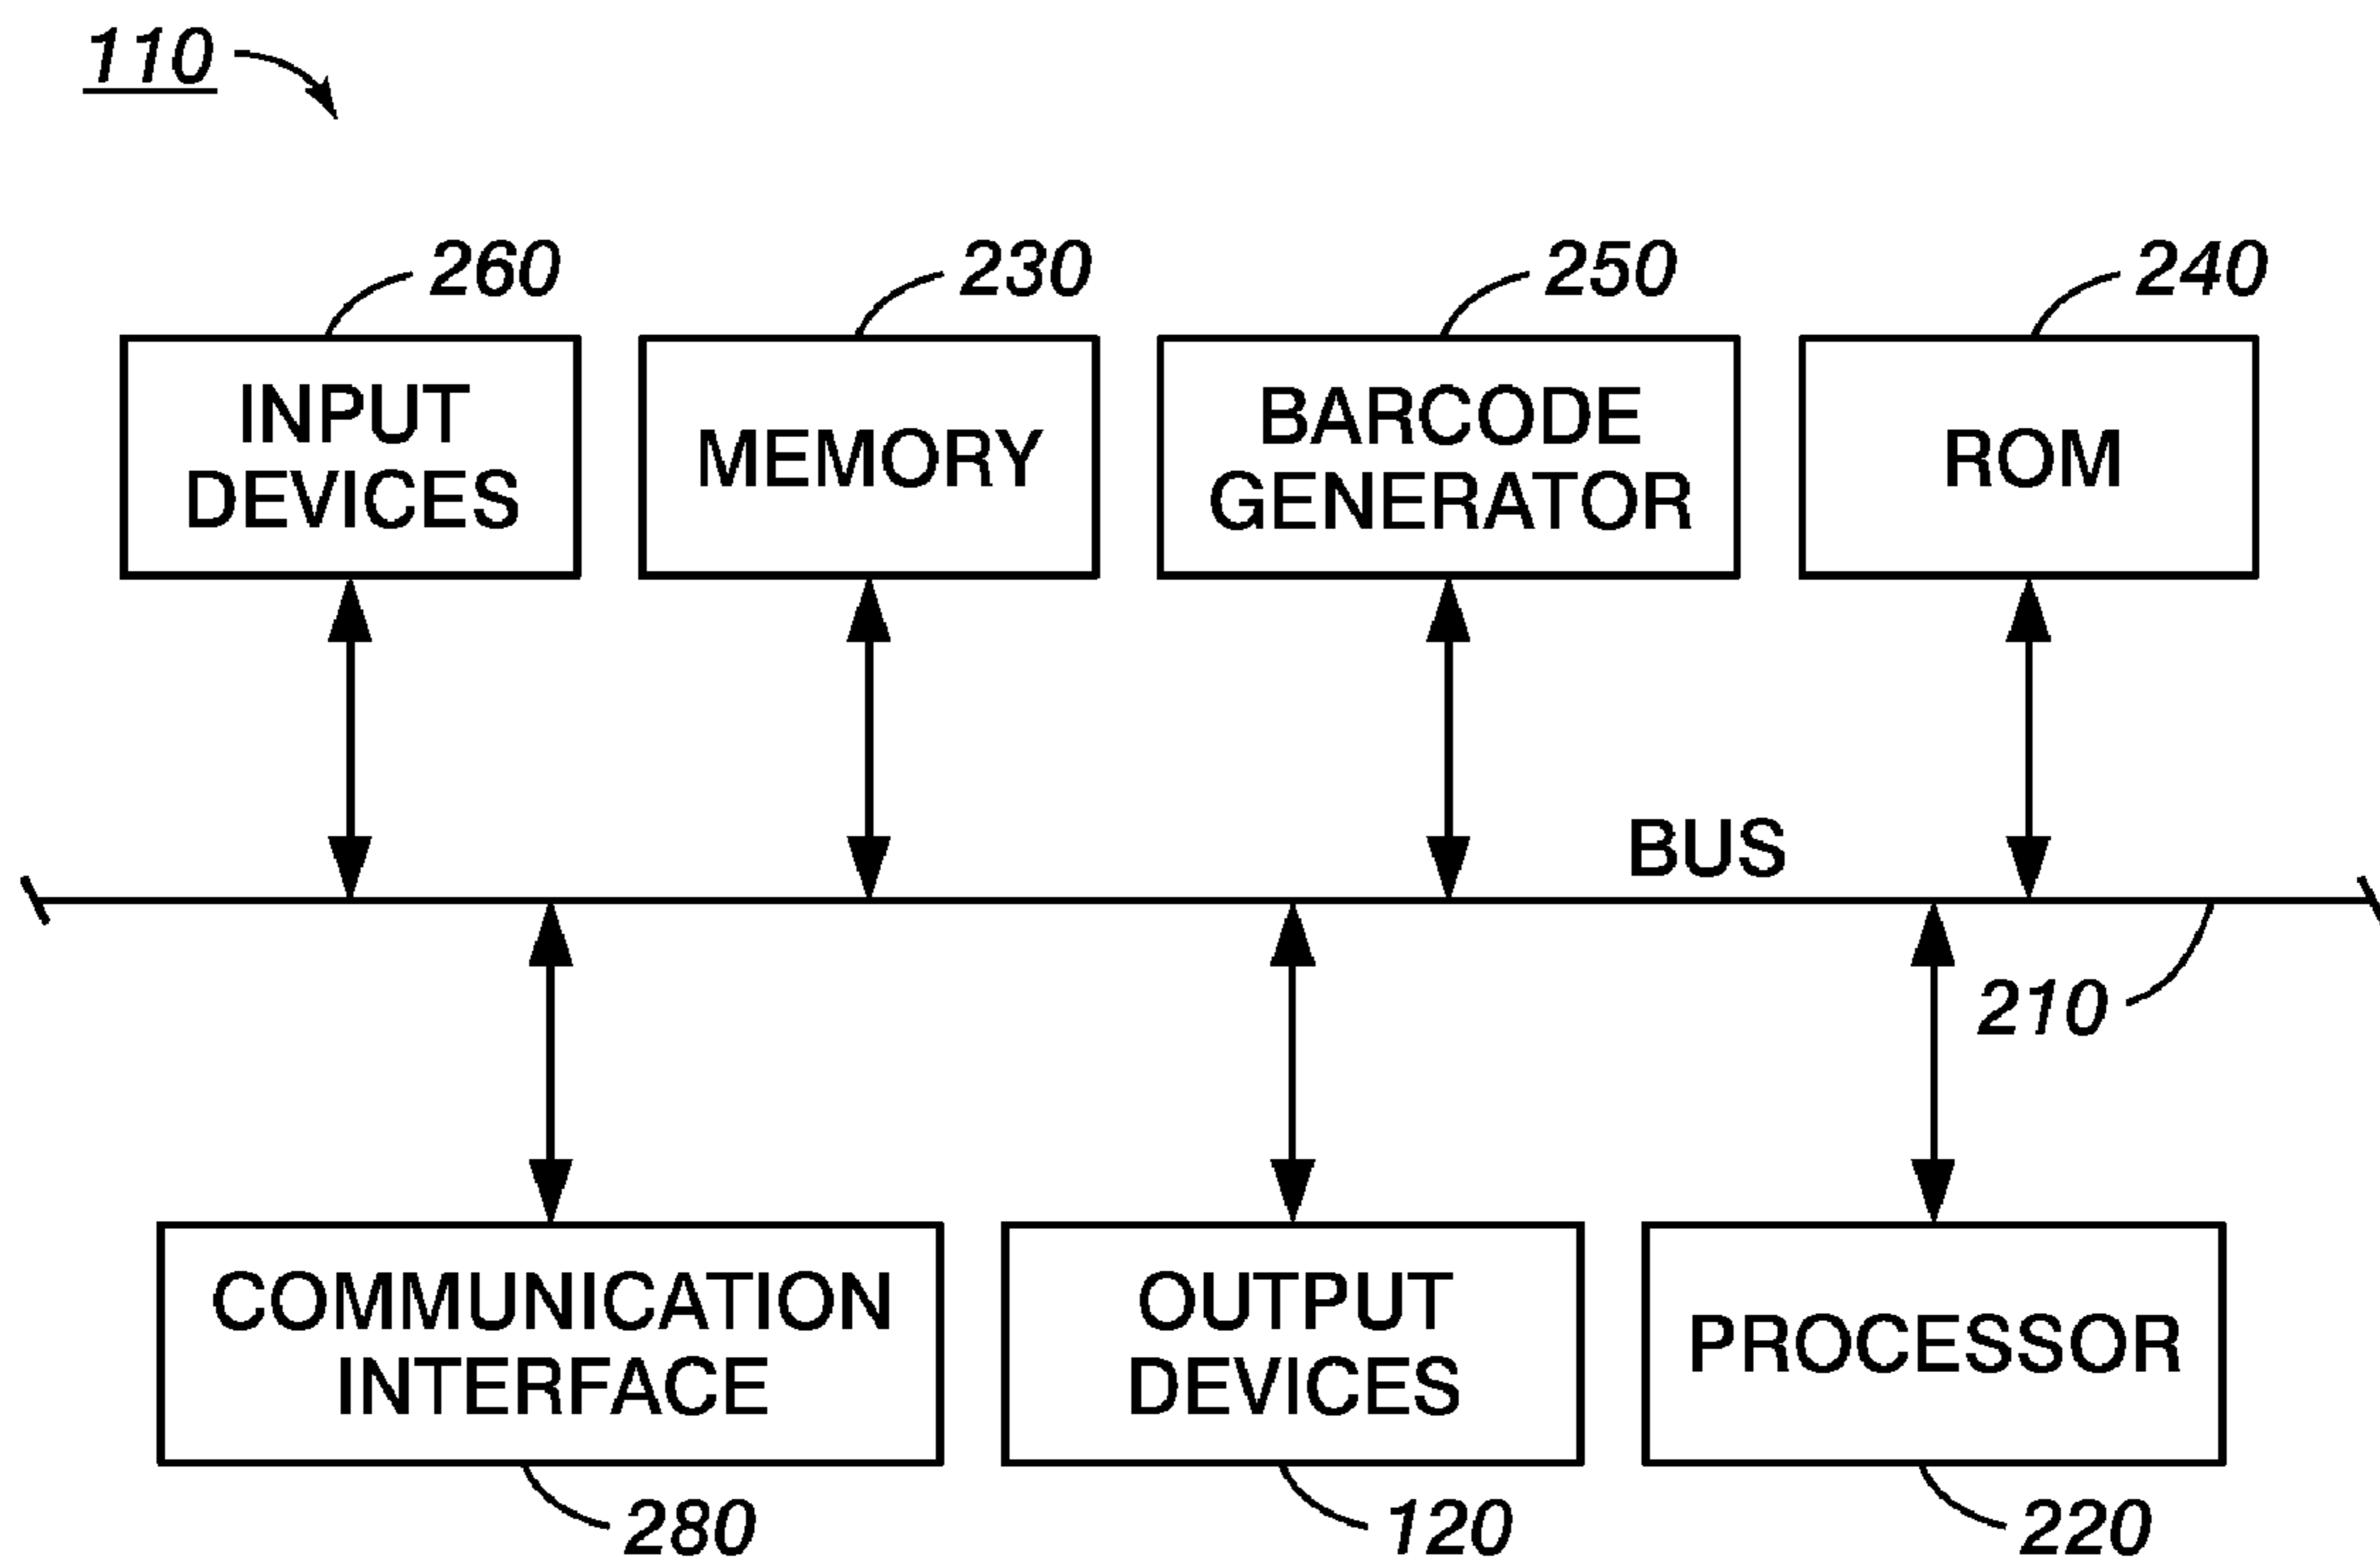 110
260
230
250
240
INPUT
DEVICES
MEMORY
BARCODE
GENERATOR
ROM
BUS
210
COMMUNICATION
INTERFACE
OUTPUT
DEVICES
PROCESSOR
280
120
220